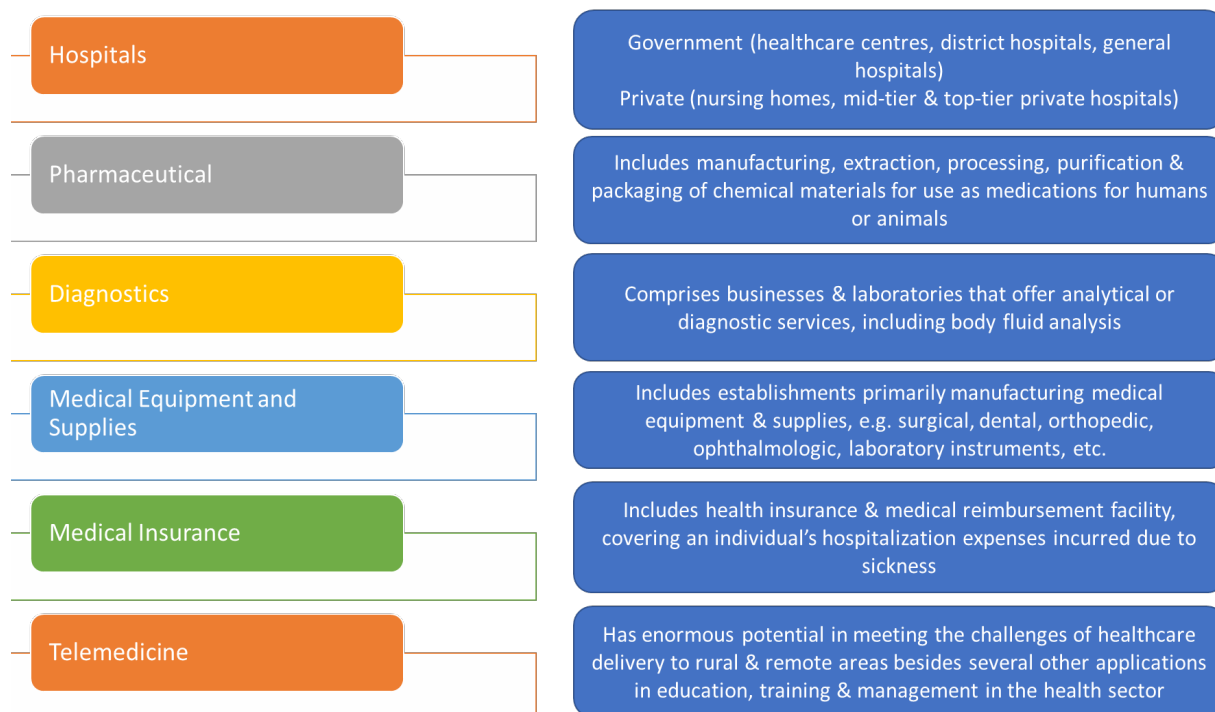 Hospitals
Government (healthcare centres, district hospitals, general
hospitals)
Private (nursing homes, mid-tier & top-tier private hospitals)
Pharmaceutical
Includes manufacturing, extraction, processing, purification &
packaging of chemical materials for use as medications for humans
or animals
Diagnostics
Comprises businesses & laboratories that offer analytical or
diagnostic services, including body fluid analysis
Medical Equipment and
Supplies
Includes establishments primarily manufacturing medical
equipment & supplies, e.g. surgical, dental, orthopedic,
ophthalmologic, laboratory instruments, etc.
Medical Insurance
Includes health insurance & medical reimbursement facility,
covering an individual’s hospitalization expenses incurred due to
sickness
Telemedicine
Has enormous potential in meeting the challenges of healthcare
delivery to rural & remote areas besides several other applications
in education, training & management in the health sector